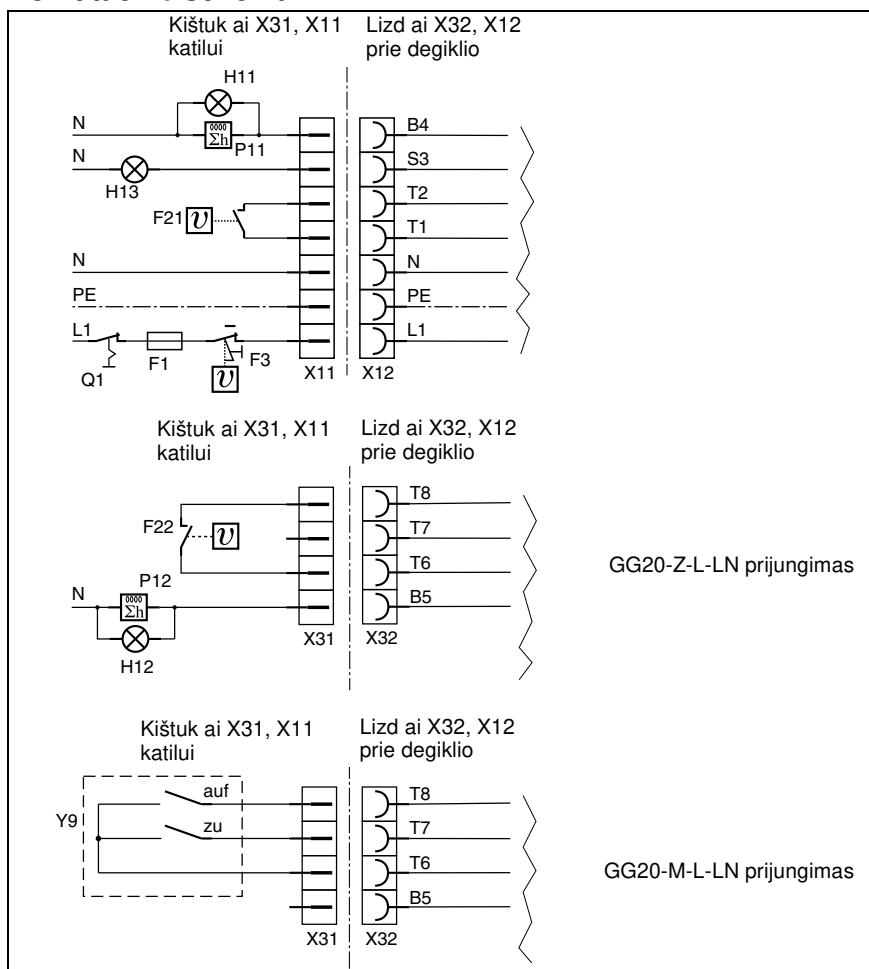 Kištuk ai X31, X11 Lizd ai X32, X12
katilui prie degiklio
H11
N 0000 Σh P11 B4
N H13 S3
T2
F21 υ T1
N N
PE PE
L1 L1
Q1 F1 F3 υ X11 X12
Kištuk ai X31, X11 Lizd ai X32, X12
katilui prie degiklio
T8
F22 υ T7
GG20-Z-L-LN prijungimas
P12 T6
N 0000 Σh B5
H12 X31 X32
Kištuk ai X31, X11 Lizd ai X32, X12
katilui prie degiklio
auf T8
Y9 zu T7
T6
GG20-M-L-LN prijungimas
B5
X31 X32